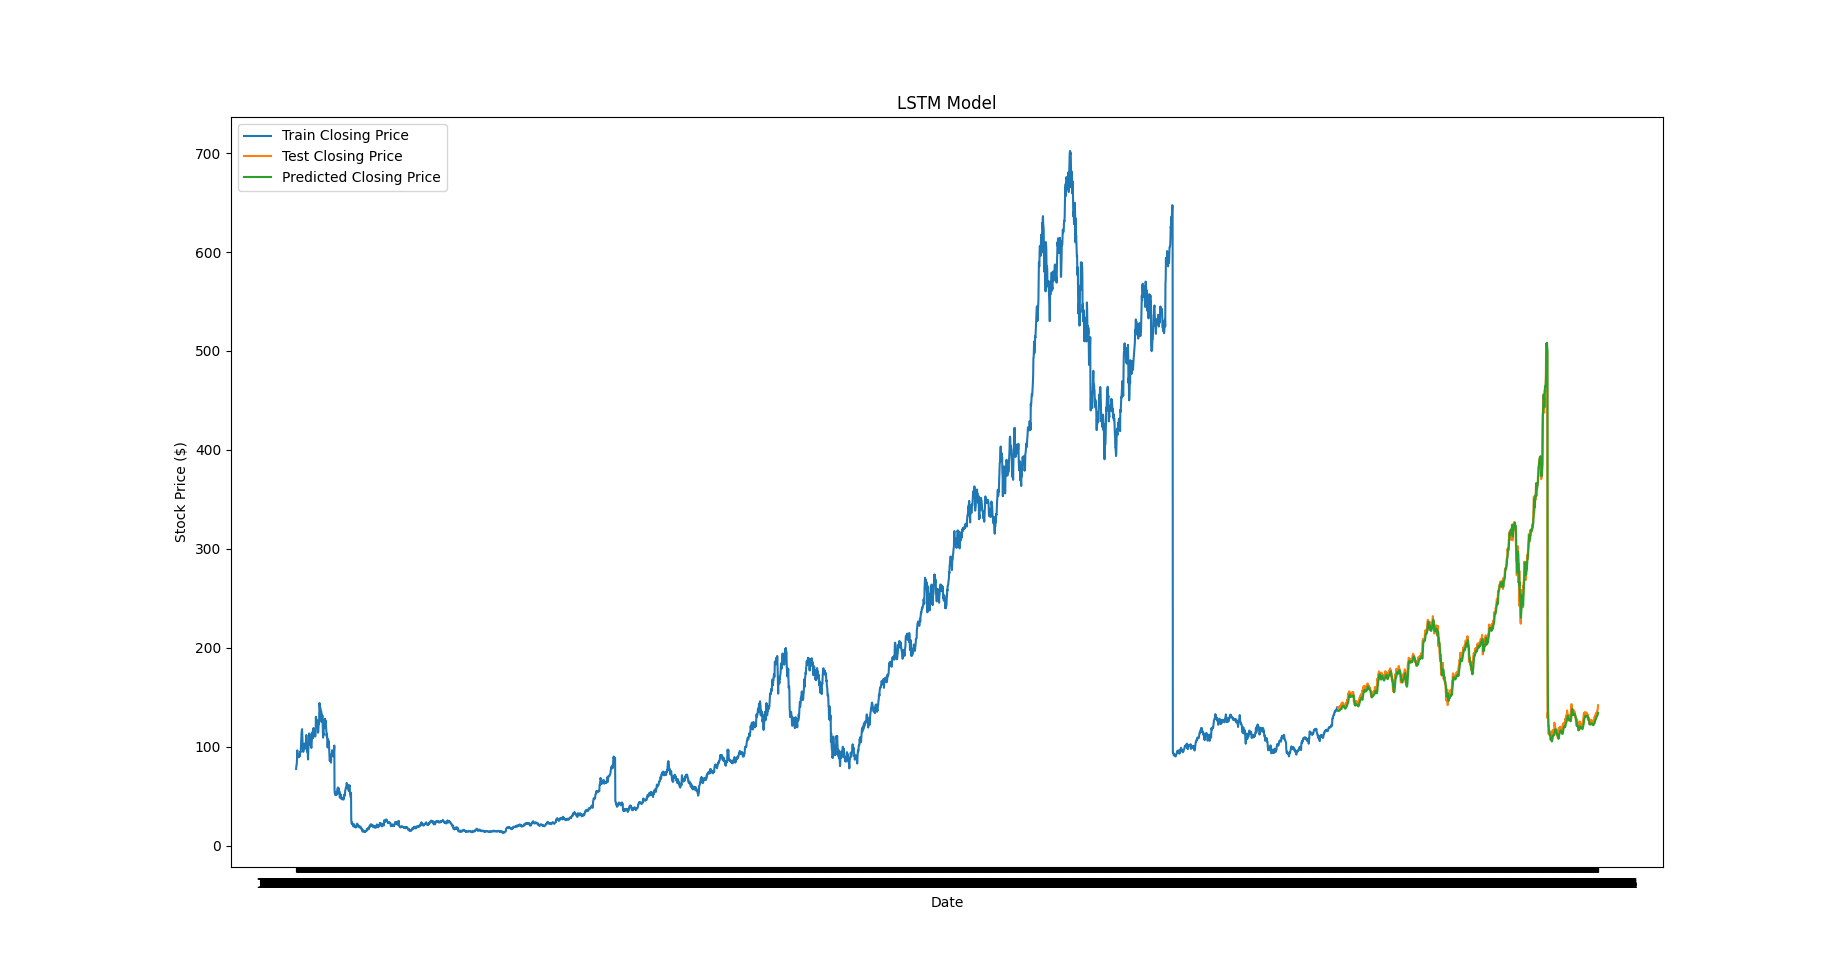 LSTM Model
Train Closing Price
Test Closing Price
Predicted Closing Price
700
600
500
400
300
200
100
0
Stock Price ($)
Date